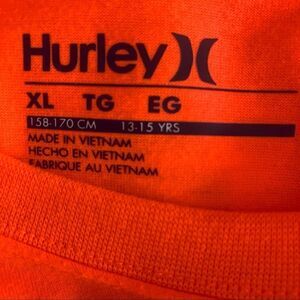 Hurley
XL TG EG
158-170 CM 13-15 YRS
MADE IN VIETNAM
HECHO EN VIETNAM
FABRIQUE AU VIETNAM